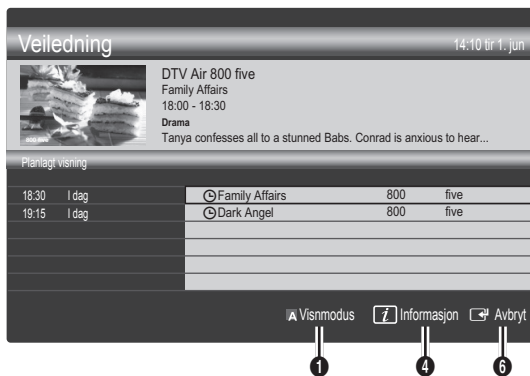 Veiledning 14:10 tir 1. jun
DTV Air 800 five
Family Affairs
18:00 - 18:30
Drama
Tanya confesses all to a stunned Babs. Conrad is anxious to hear...
800 five
Planlagt visning
18:30 I dag Family Affairs 800 five
19:15 I dag Dark Angel 800 five
A Visnmodus i Informasjon Avbryt
1 4 6